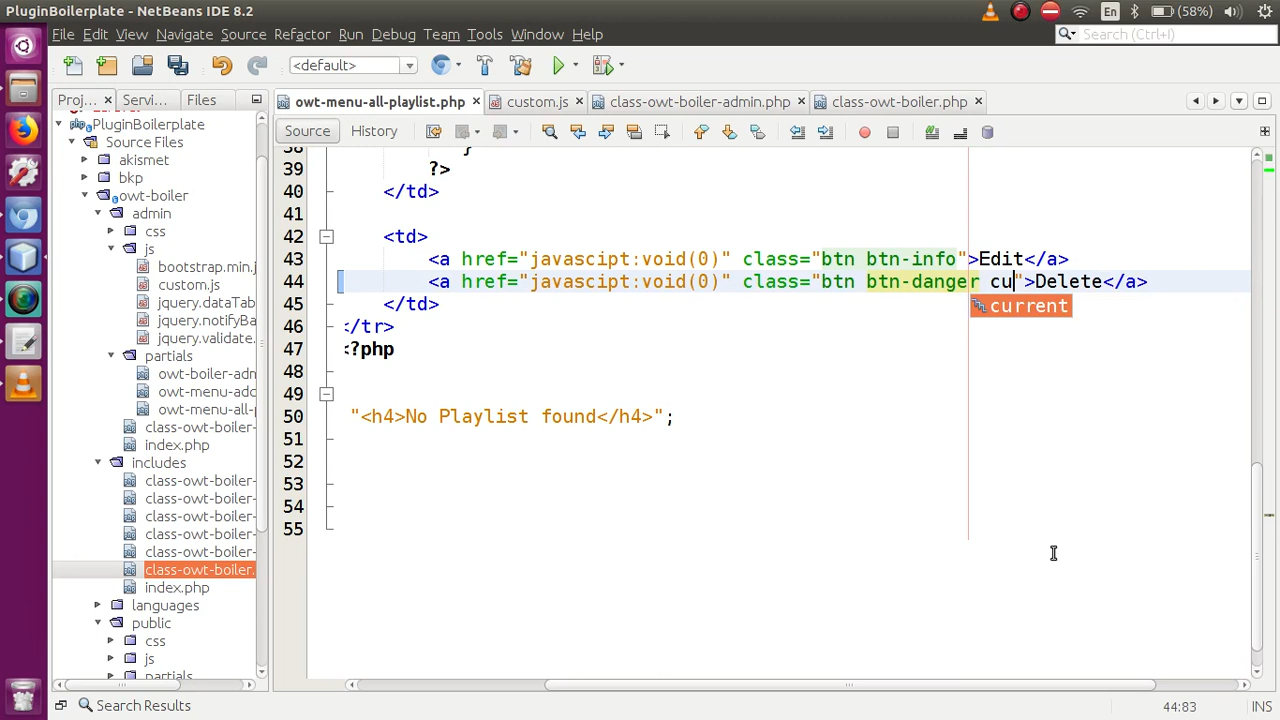 PluginBoilerplate - NetBeans IDE 8.2
En
(58%)
File Edit View Navigate Source Refactor Run Debug Team Tools Window Help
Search (Ctrl+I)
<default>
Proj...
Servi...
Files
owt-menu-all-playlist.php
custom.js
class-owt-boiler-admin.php
class-owt-boiler.php
Source
History
PluginBoilerplate
Source Files
akismet
bkp
owt-boiler
admin
css
js
bootstrap.min.j
custom.js
jquery.dataTab
jquery.notifyBa
jquery.validate.
partials
owt-boiler-adn
owt-menu-adc
owt-menu-all-p
class-owt-boiler-
index.php
includes
class-owt-boiler-
class-owt-boiler-
class-owt-boiler-
class-owt-boiler-
class-owt-boiler-
class-owt-boiler.
index.php
languages
public
css
js
partials
38 }
39 ?>
40 </td>
41
42 <td>
43 <a href="javascipt:void(0)" class="btn btn-info">Edit</a>
44 <a href="javascipt:void(0)" class="btn btn-danger cu">Delete</a>
current
45 </td>
46 </tr>
47 <?php
48
49
50 "<h4>No Playlist found</h4>";
51
52
53
54
55
Search Results
44:83
INS